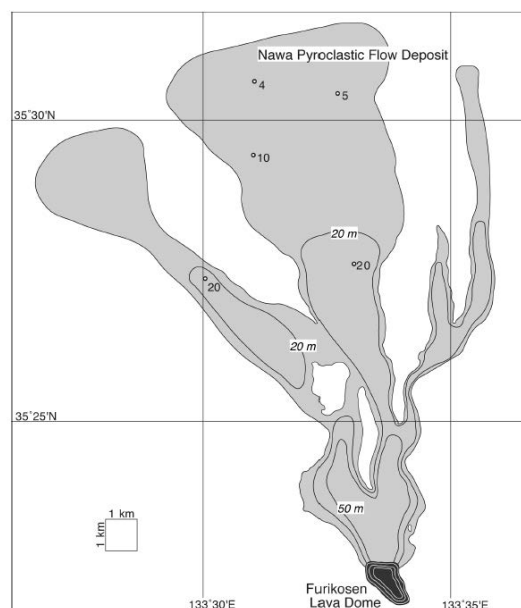 Nawa Pyroclastic Flow Deposit
4
5
35˚30'N
10
20 m
20
20
20 m
35˚25'N
50 m
1 km
1 km
Furikosen
Lava Dome
133˚30'E
133˚35'E